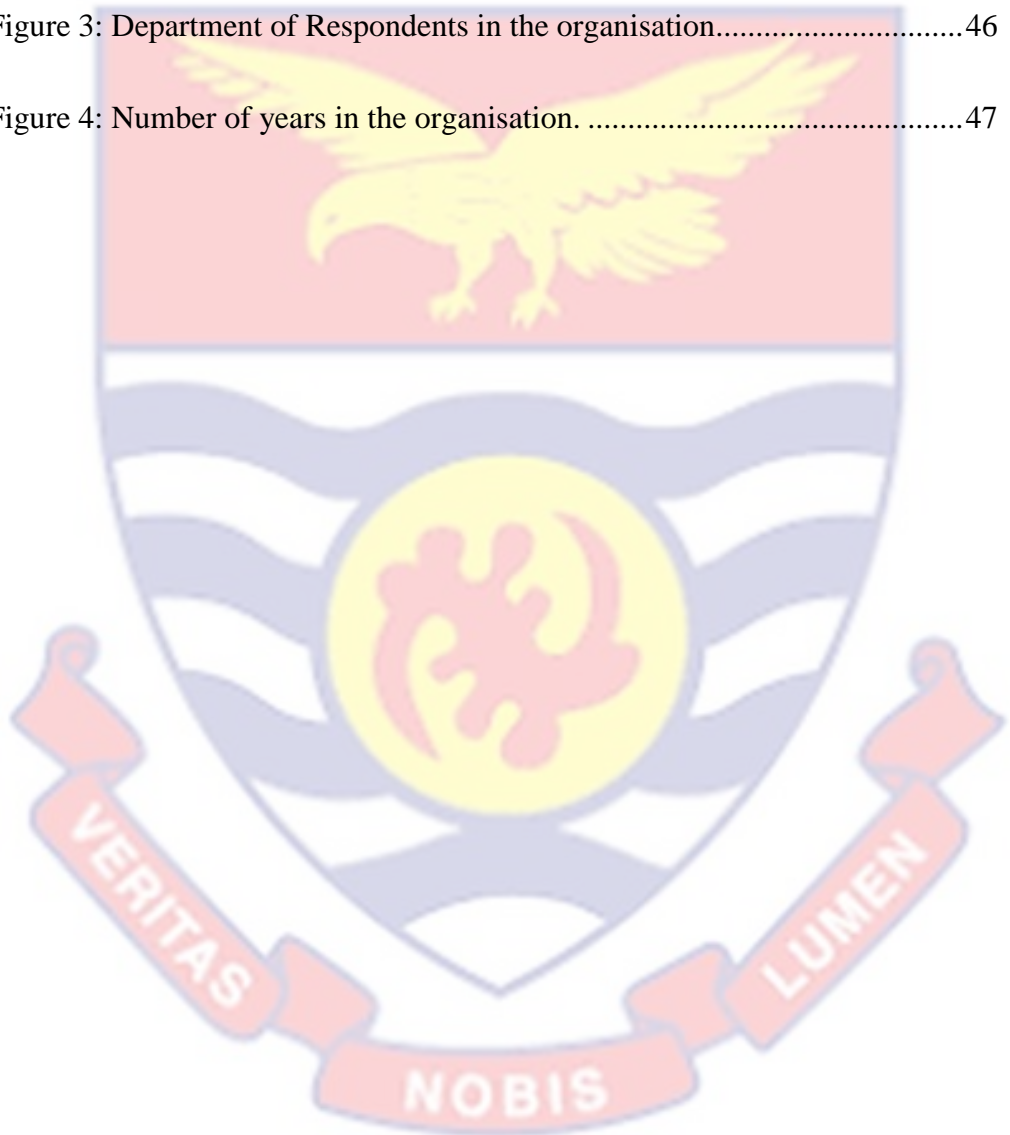 Figure 3: Department of Respondents in the organisation..............................46
Figure 4: Number of years in the organisation. ..............................................47
VERITAS
NOBIS
LUMEN